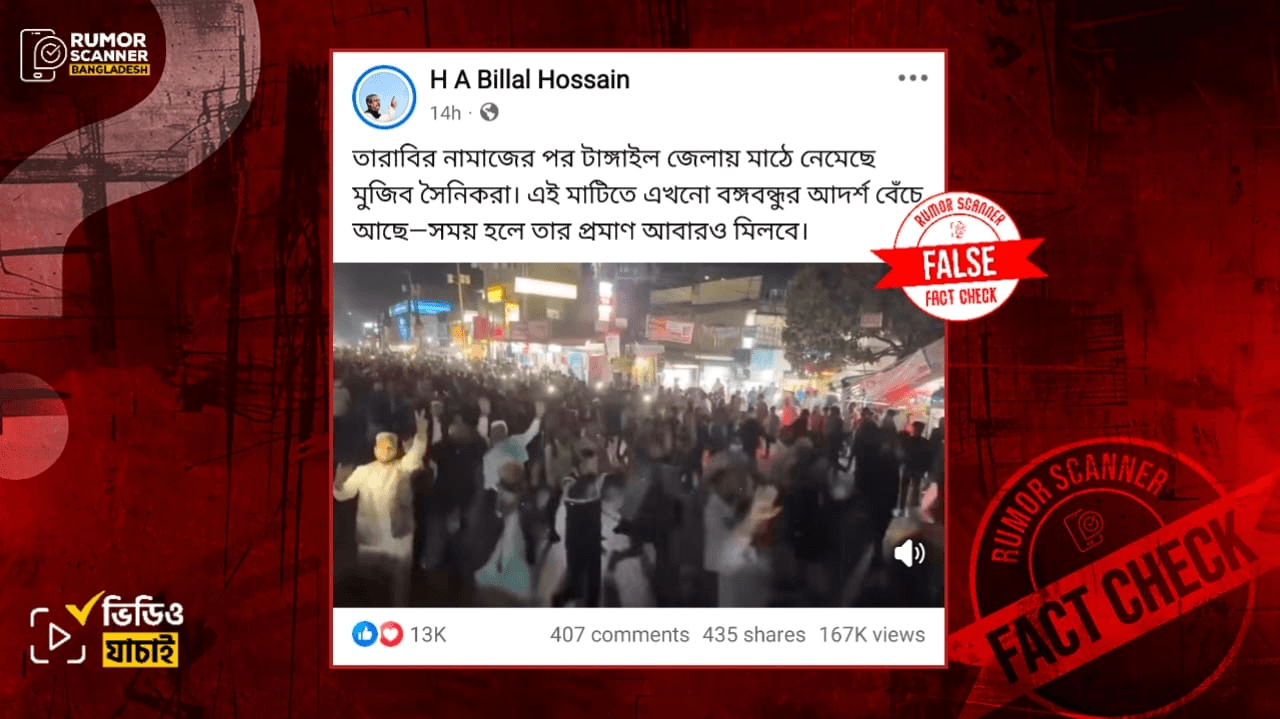 RUMOR
SCANNER
BANGLADESH
H A Billal Hossain
14h
তারাবির নামাজের পর টাঙ্গাইল জেলায় মাঠে নেমেছে
মুজিব সৈনিকরা। এই মাটিতে এখনো বঙ্গবন্ধুর আদর্শ বেঁচে
আছে—সময় হলে তার প্রমাণ আবারও মিলবে।
RUMOR SCANNER
FALSE
FACT CHECK
RUMOR SCANNER
FACT CHECK
ভিডিও
যাচাই
13K
407 comments 435 shares 167K views